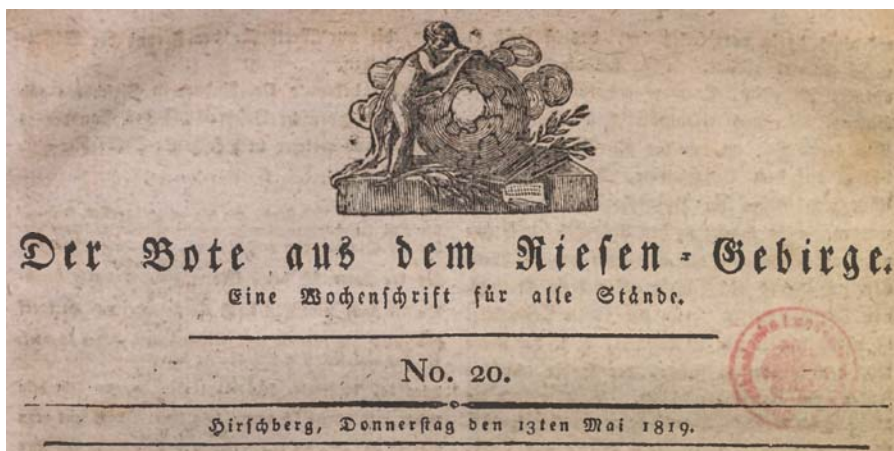 Der Bote aus dem Riesen-Gebirge.
Eine Wochenschrift für alle Stände.
No. 20.
Hirschberg, Donnerstag den 13ten Mai 1819.